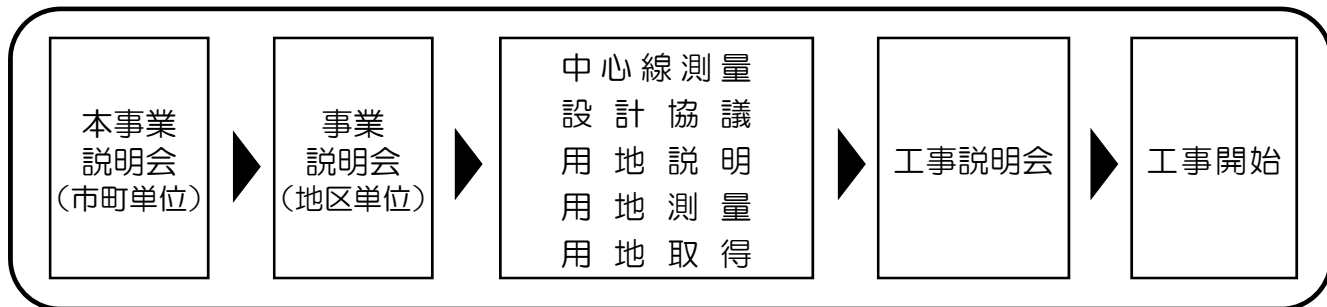 本事業
説明会
（市町単位）
事業
説明会
（地区単位）
中心線測量
設計協議
用地説明
用地測量
用地取得
工事説明会
工事開始